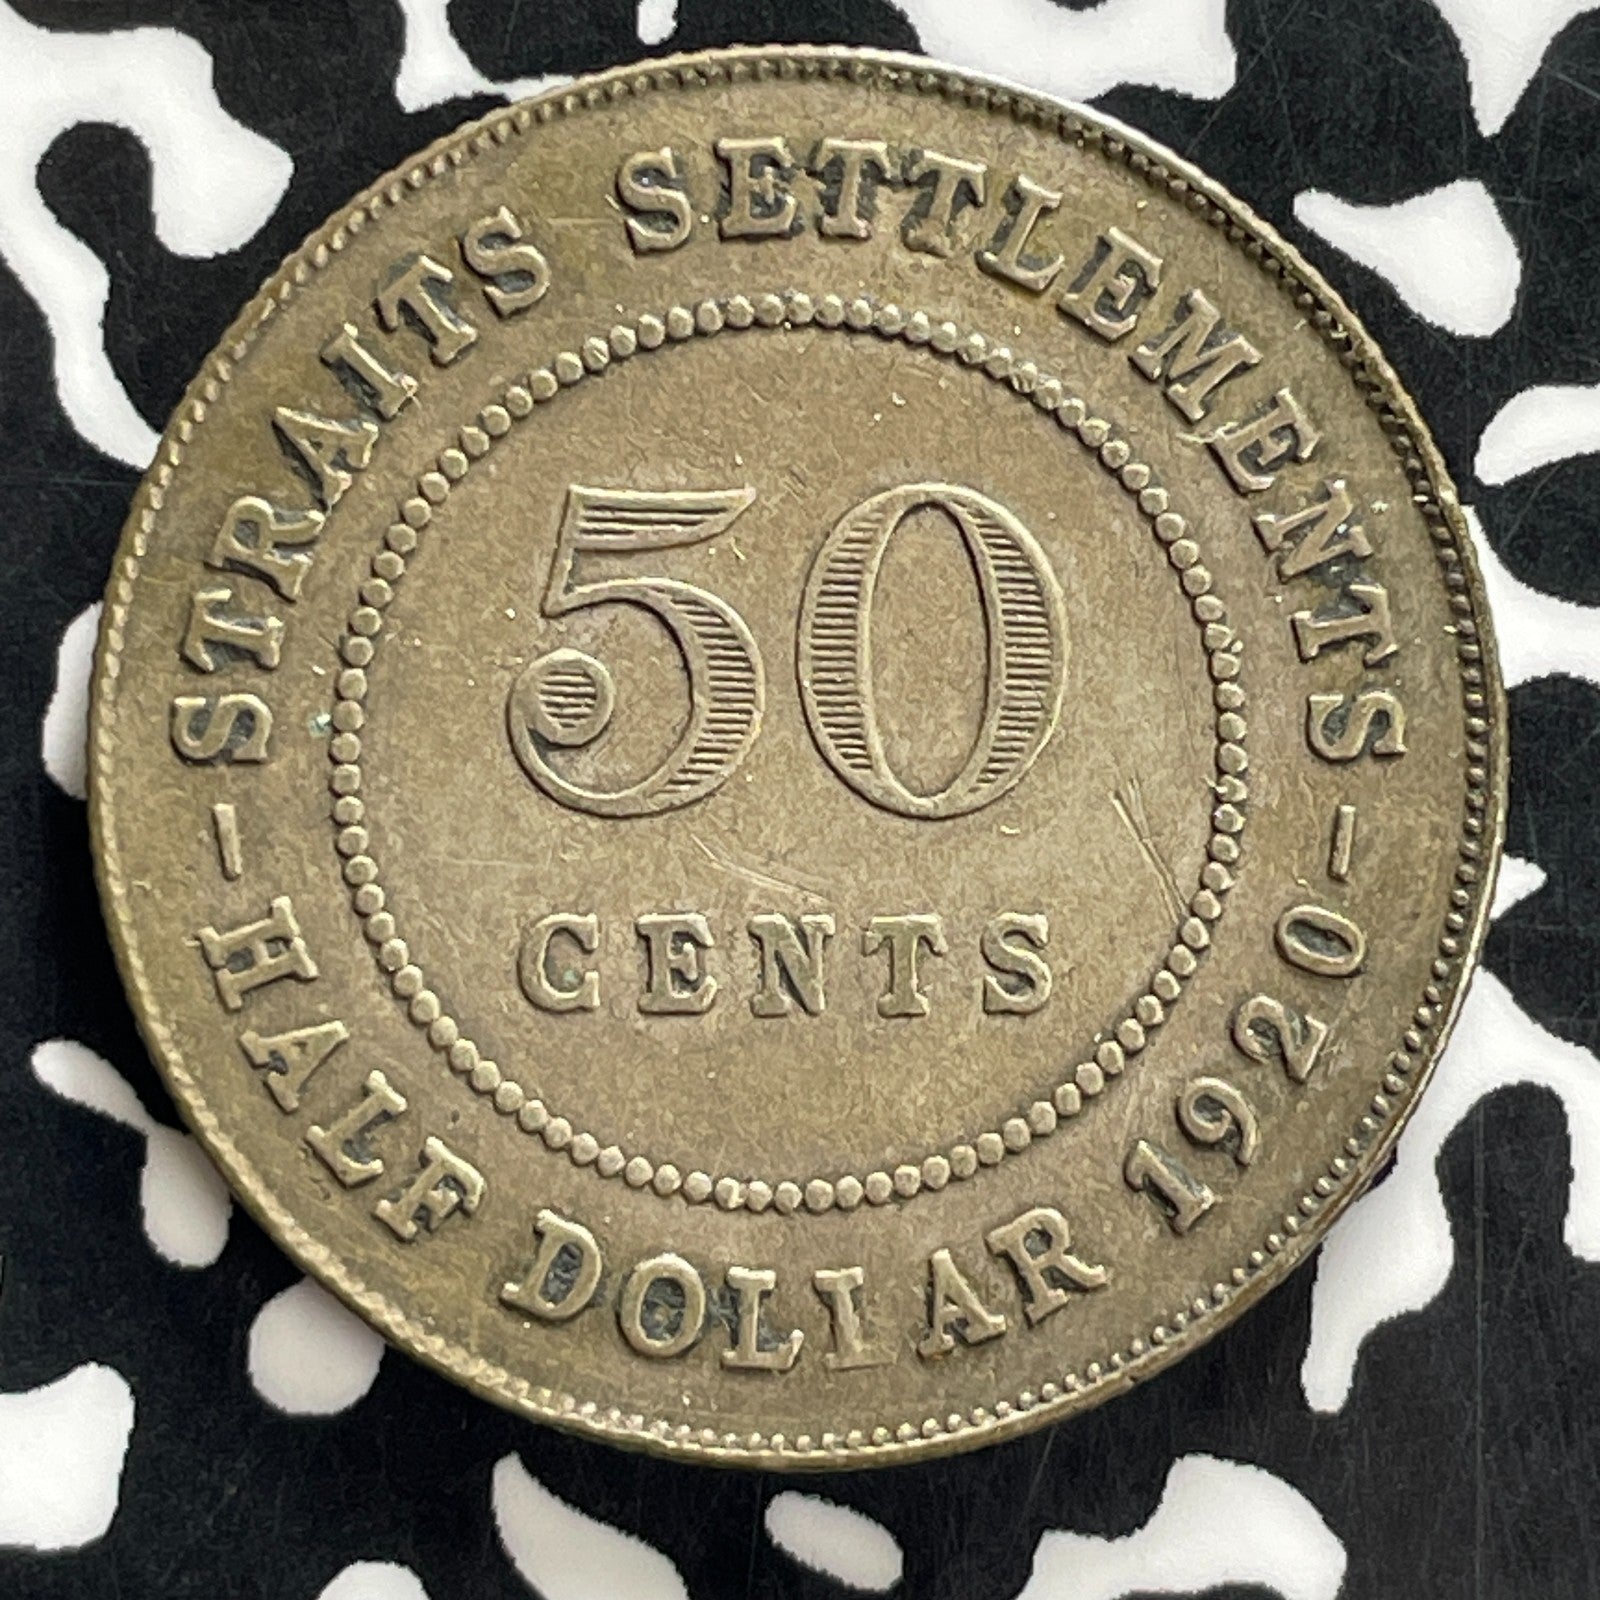 STRAITS SETTLEMENTS
50
CENTS
— HALF DOLLAR 1920 —